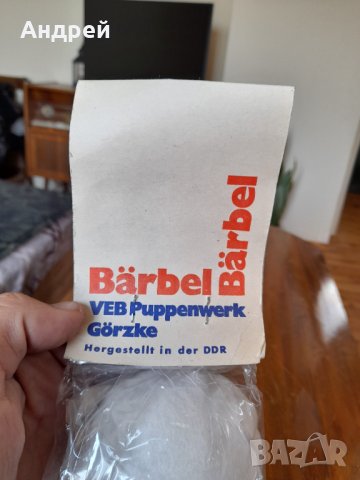 Андрей
Bärbel
Bärbel
VEB Puppenwerk
Görzke
Hergestellt in der DDR
BAZAR